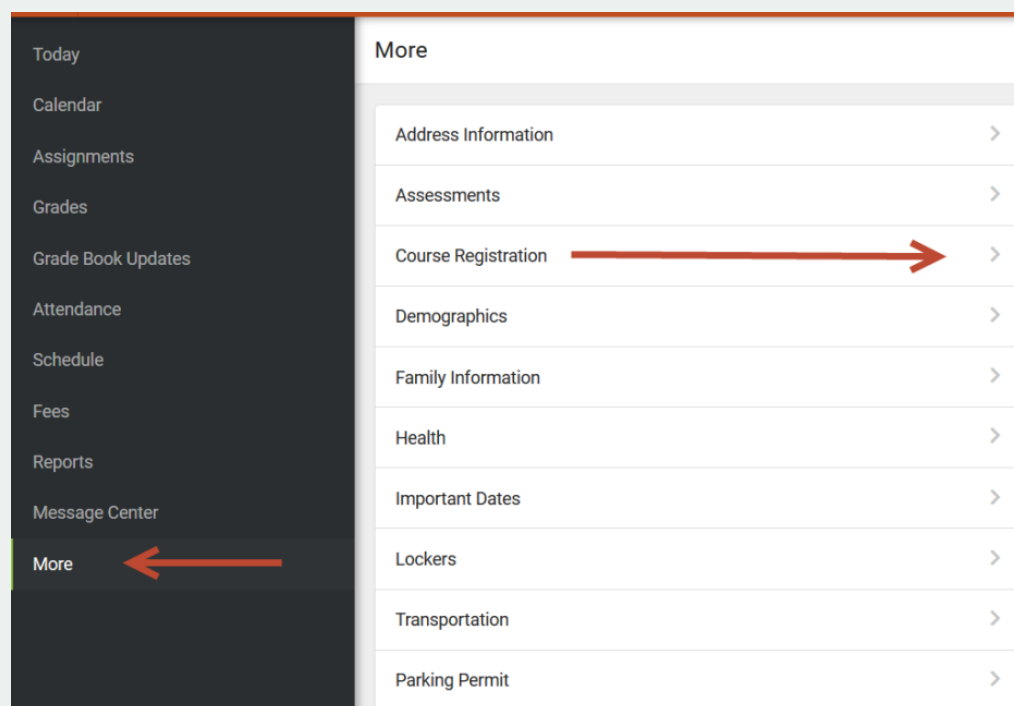 Today
Calendar
Assignments
Grades
Grade Book Updates
Attendance
Schedule
Fees
Reports
Message Center
More
More
Address Information
Assessments
Course Registration
Demographics
Family Information
Health
Important Dates
Lockers
Transportation
Parking Permit